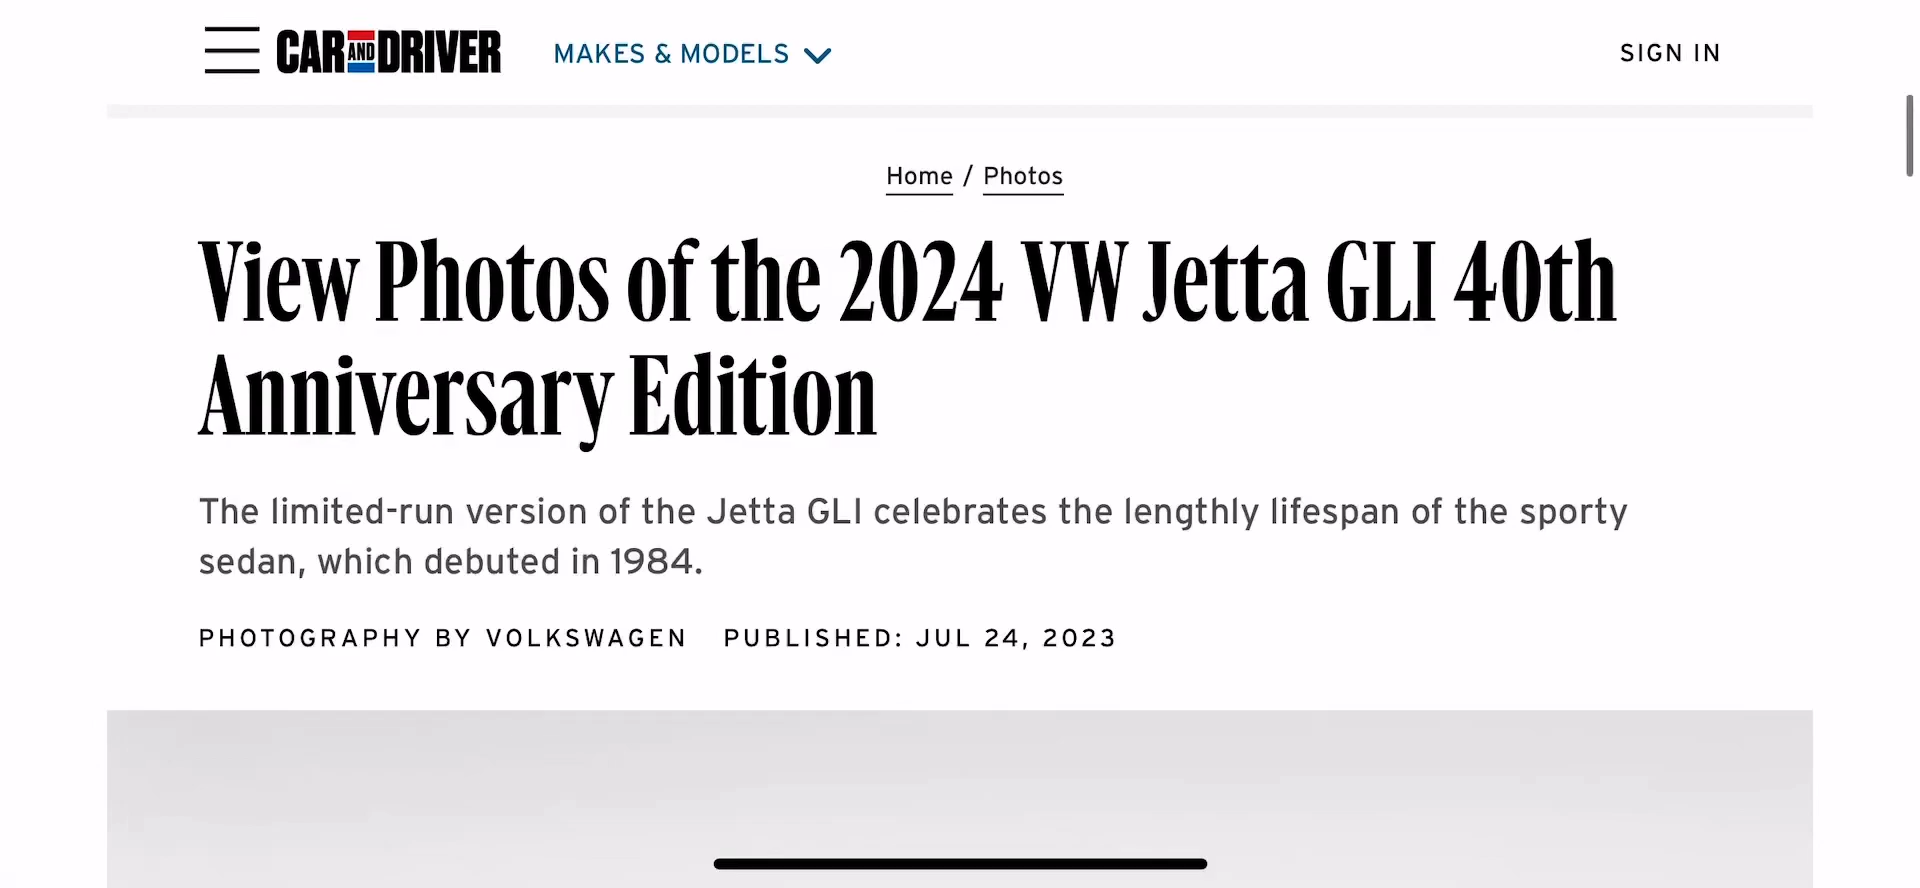 CAR AND DRIVER
MAKES & MODELS
SIGN IN
Home / Photos
View Photos of the 2024 VW Jetta GLI 40th
Anniversary Edition
The limited-run version of the Jetta GLI celebrates the lengthly lifespan of the sporty
sedan, which debuted in 1984.
PHOTOGRAPHY BY VOLKSWAGEN PUBLISHED: JUL 24, 2023